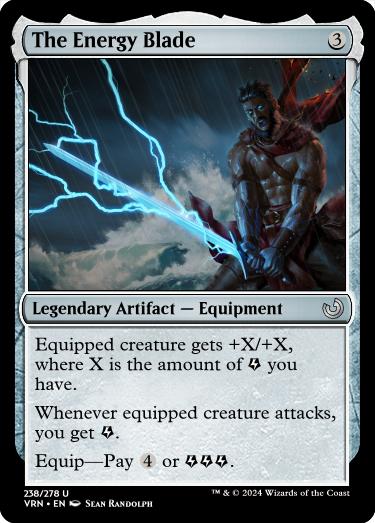 The Energy Blade 3
Legendary Artifact — Equipment
Equipped creature gets +X/+X,
where X is the amount of you
have.
Whenever equipped creature attacks,
you get .
Equip—Pay 4 or .
238/278 U
VRN • EN SEAN RANDOLPH
™ & © 2024 Wizards of the Coast